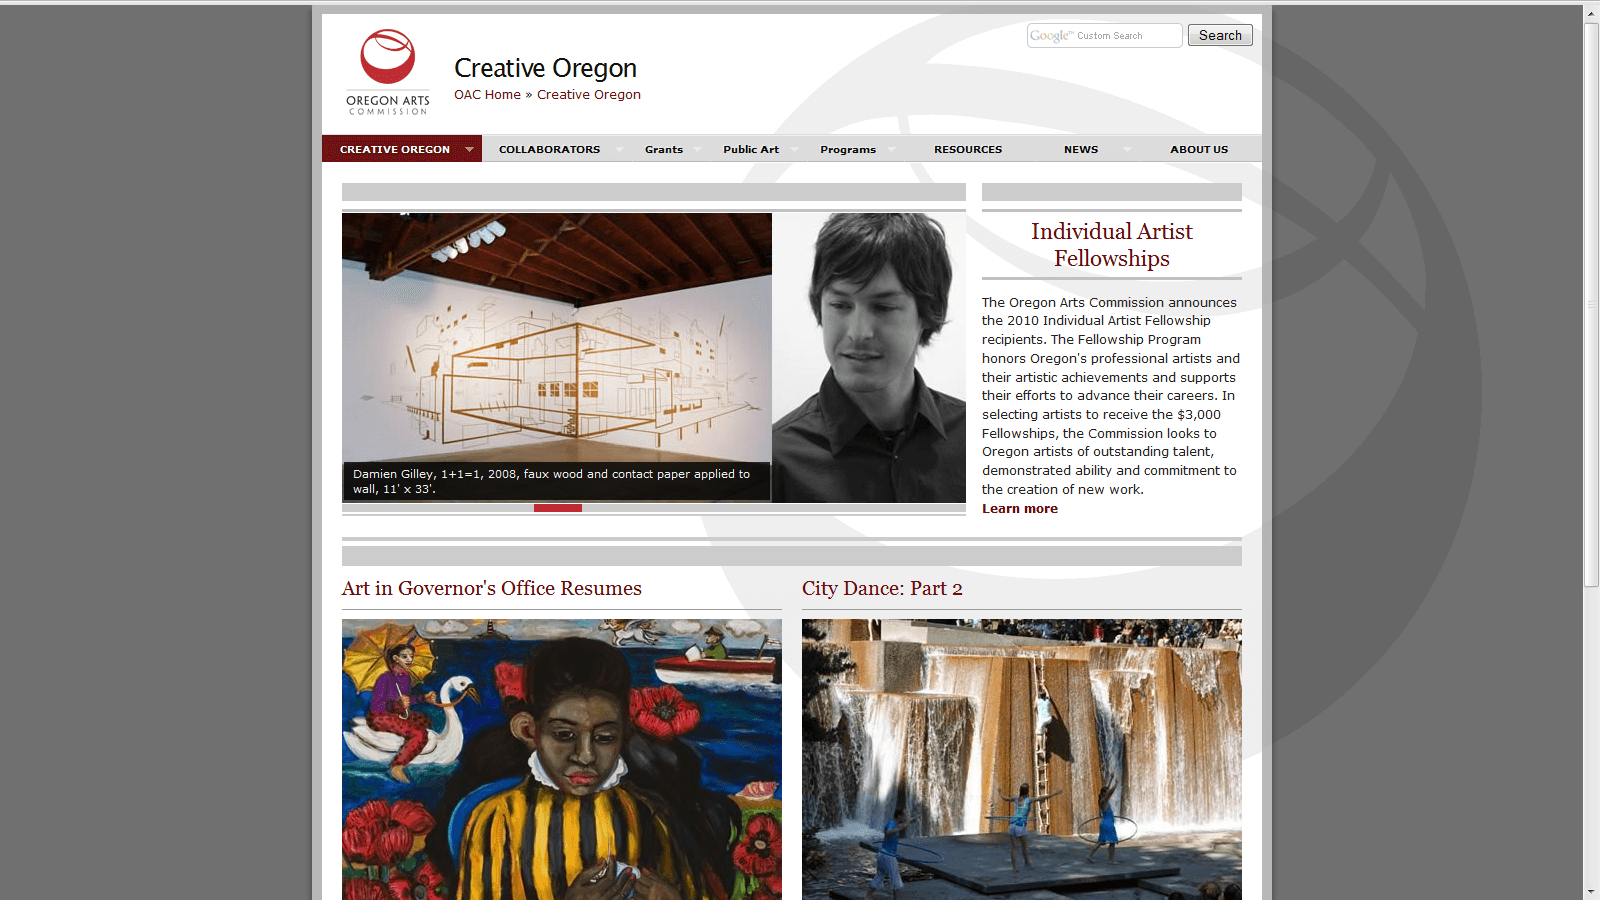 OREGON ARTS
COMMISSION
Creative Oregon
OAC Home » Creative Oregon
Google™ Custom Search
Search
CREATIVE OREGON
COLLABORATORS
Grants
Public Art
Programs
RESOURCES
NEWS
ABOUT US
Damien Gilley, 1+1=1, 2008, faux wood and contact paper applied to
wall, 11' x 33'.
Individual Artist
Fellowships
The Oregon Arts Commission announces
the 2010 Individual Artist Fellowship
recipients. The Fellowship Program
honors Oregon's professional artists and
their artistic achievements and supports
their efforts to advance their careers. In
selecting artists to receive the $3,000
Fellowships, the Commission looks to
Oregon artists of outstanding talent,
demonstrated ability and commitment to
the creation of new work.
Learn more
Art in Governor's Office Resumes
City Dance: Part 2